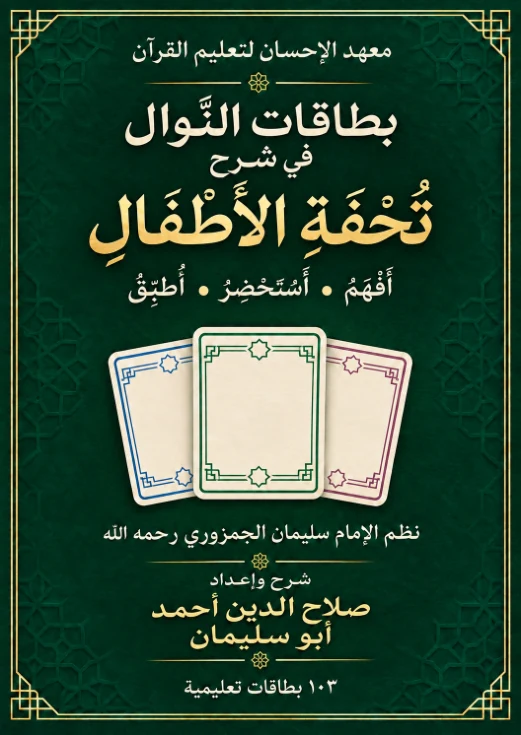 معهد الإحسان لتعليم القرآن
بطاقات النَّوال
في شرح
تُحْفَةِ الأَطْفَالِ
أَفْهَمُ • أَسْتَحْضِرُ • أُطَبِّقُ
نظم الإمام سليمان الجمزوري رحمه الله
شرح وإعداد
صلاح الدين أحمد
أبو سليمان
١٠٣ بطاقات تعليمية